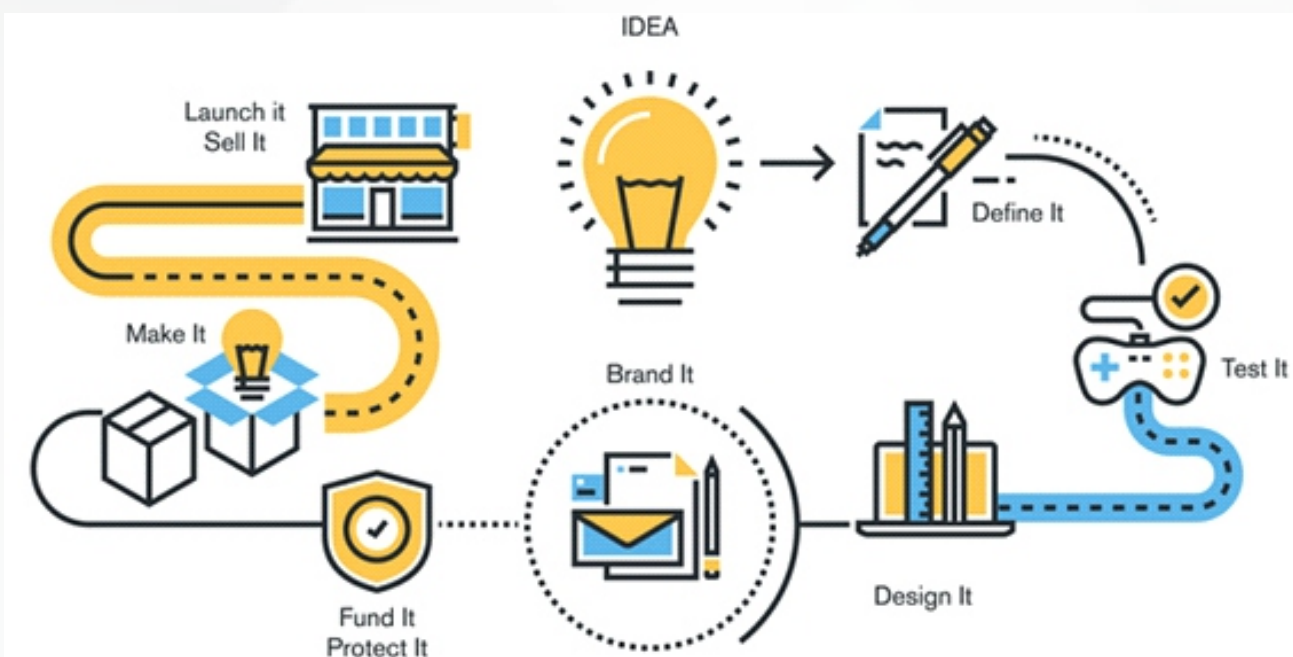 IDEA
Launch it
Sell It
Define It
Make It
Brand It
Test It
Design It
Fund It
Protect It